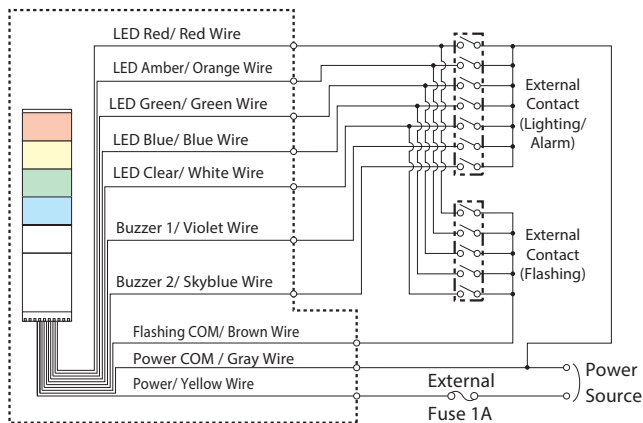 LED Red/ Red Wire
LED Amber/ Orange Wire
LED Green/ Green Wire
LED Blue/ Blue Wire
LED Clear/ White Wire
Buzzer 1/ Violet Wire
Buzzer 2/ Skyblue Wire
Flashing COM/ Brown Wire
Power COM / Gray Wire
Power/ Yellow Wire
External
Contact
(Lighting/
Alarm)
External
Contact
(Flashing)
External
Fuse 1A
Power
Source